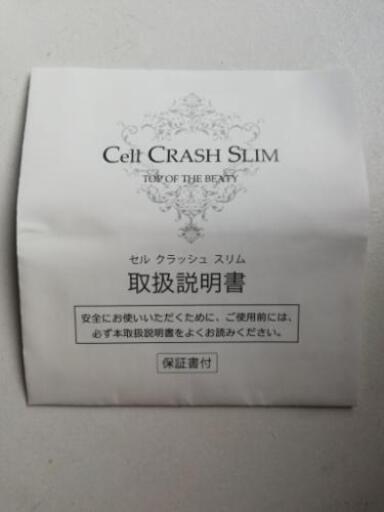 Cell CRASH SLIM
TOP OF THE BEATY
セル クラッシュ スリム
取扱説明書
安全にお使いいただくために、ご使用前には、
必ず本取扱説明書をよくお読みください。
保証書付